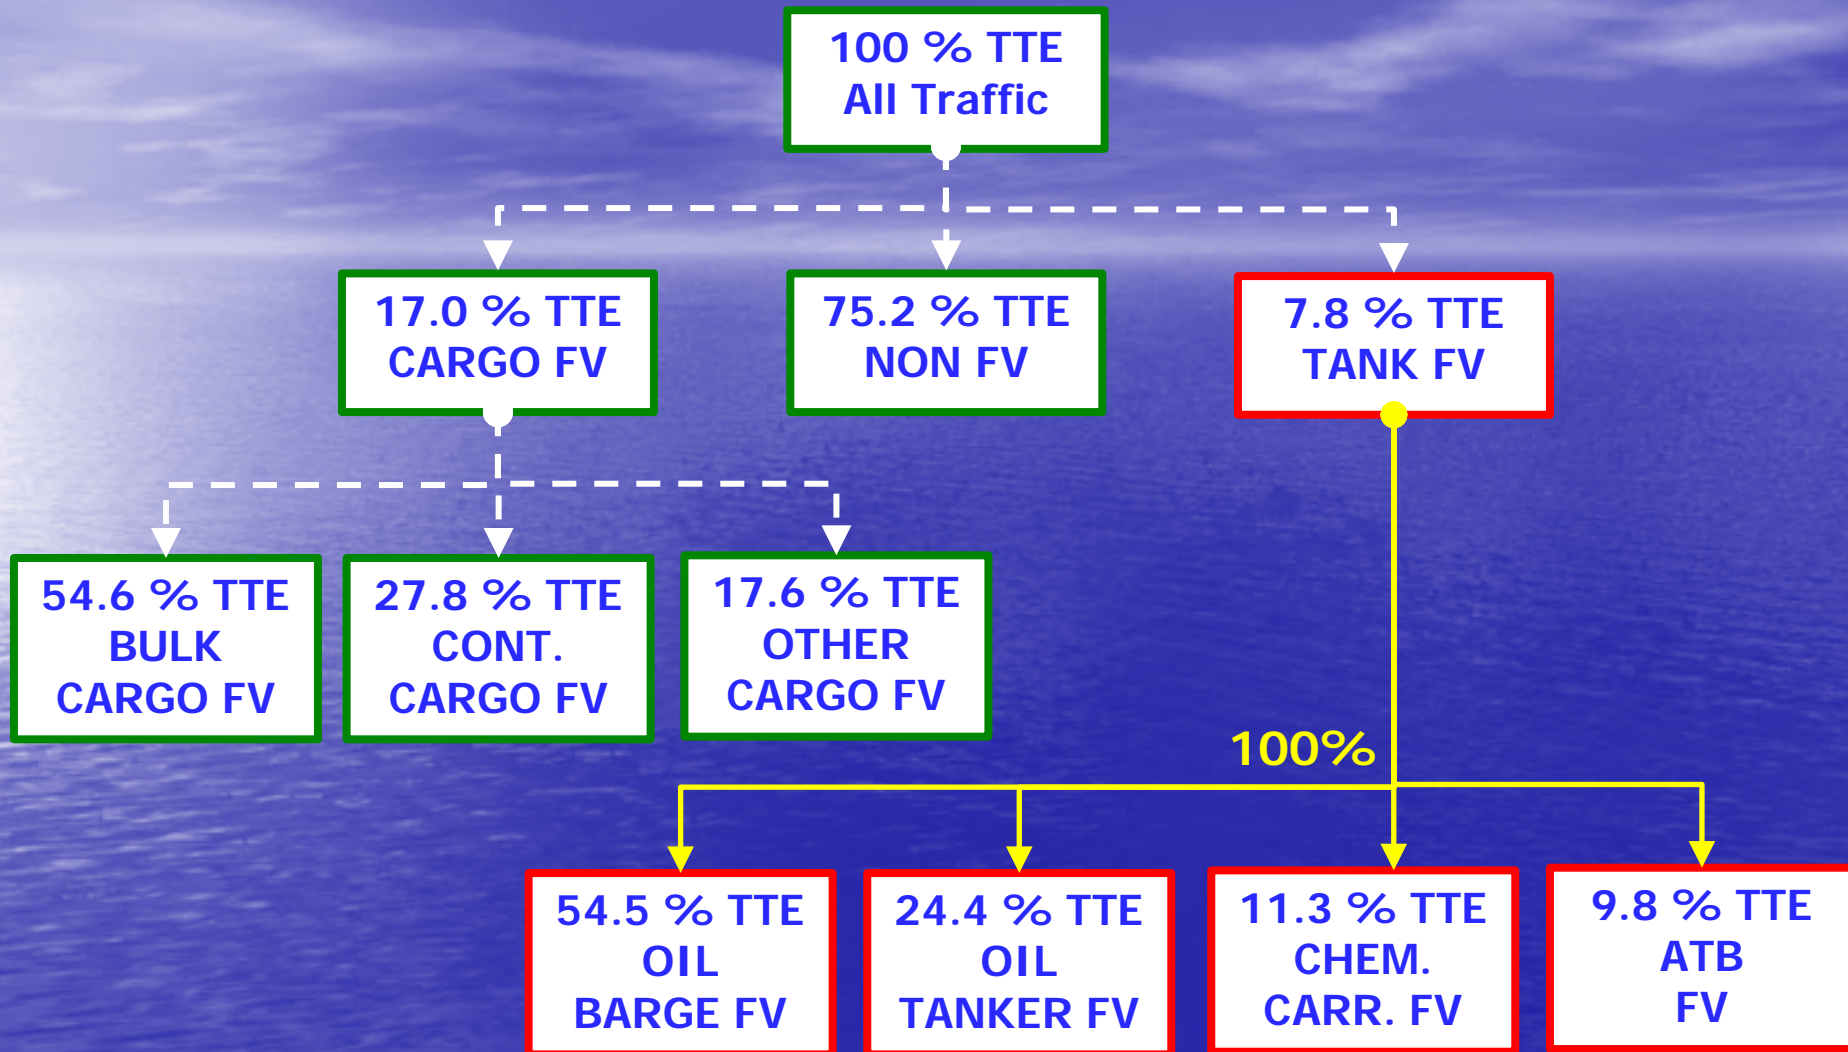 100 % TTE
All Traffic
17.0 % TTE
CARGO FV
75.2 % TTE
NON FV
7.8 % TTE
TANK FV
54.6 % TTE
BULK
CARGO FV
27.8 % TTE
CONT.
CARGO FV
17.6 % TTE
OTHER
CARGO FV
100%
54.5 % TTE
OIL
BARGE FV
24.4 % TTE
OIL
TANKER FV
11.3 % TTE
CHEM.
CARR. FV
9.8 % TTE
ATB
FV